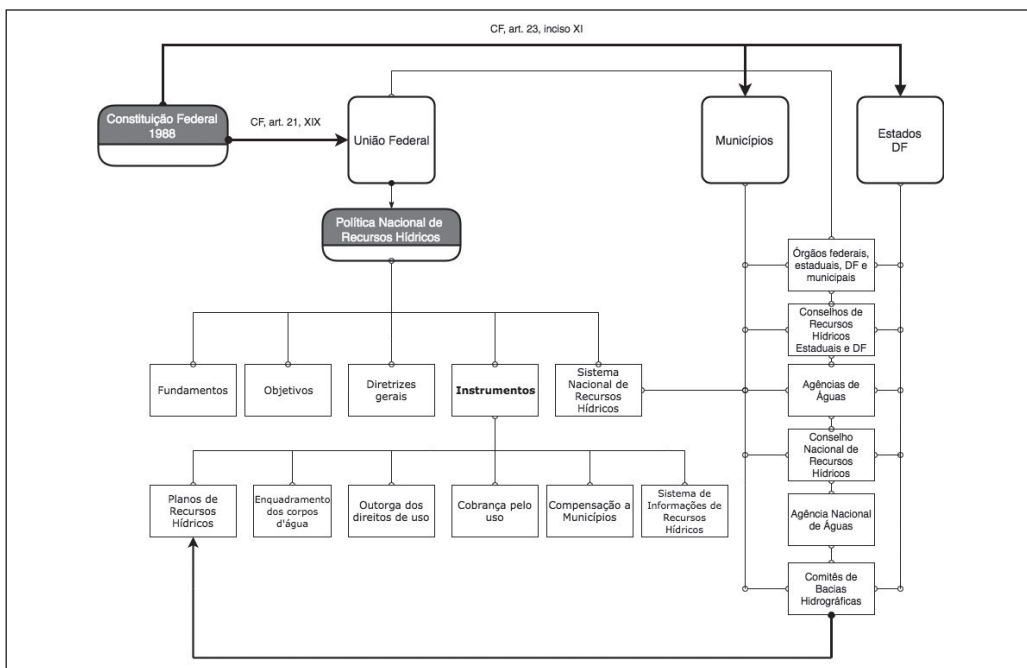 CF, art. 23, inciso XI
Constituição Federal
1988
CF, art. 21, XIX
União Federal
Municípios
Estados
DF
Política Nacional de
Recursos Hídricos
Órgãos federais,
estaduais, DF e
municipais
Conselhos de
Recursos
Hídricos
Estaduais e DF
Fundamentos
Objetivos
Diretrizes
gerais
Instrumentos
Sistema
Nacional de
Recursos
Hídricos
Agências de
Águas
Conselho
Nacional de
Recursos
Hídricos
Planos de
Recursos
Hídricos
Enquadramento
dos corpos
d'água
Outorga dos
direitos de uso
Cobrança pelo
uso
Compensação a
Municípios
Sistema de
Informações de
Recursos
Hídricos
Agência Nacional
de Águas
Comitês de
Bacias
Hidrográficas